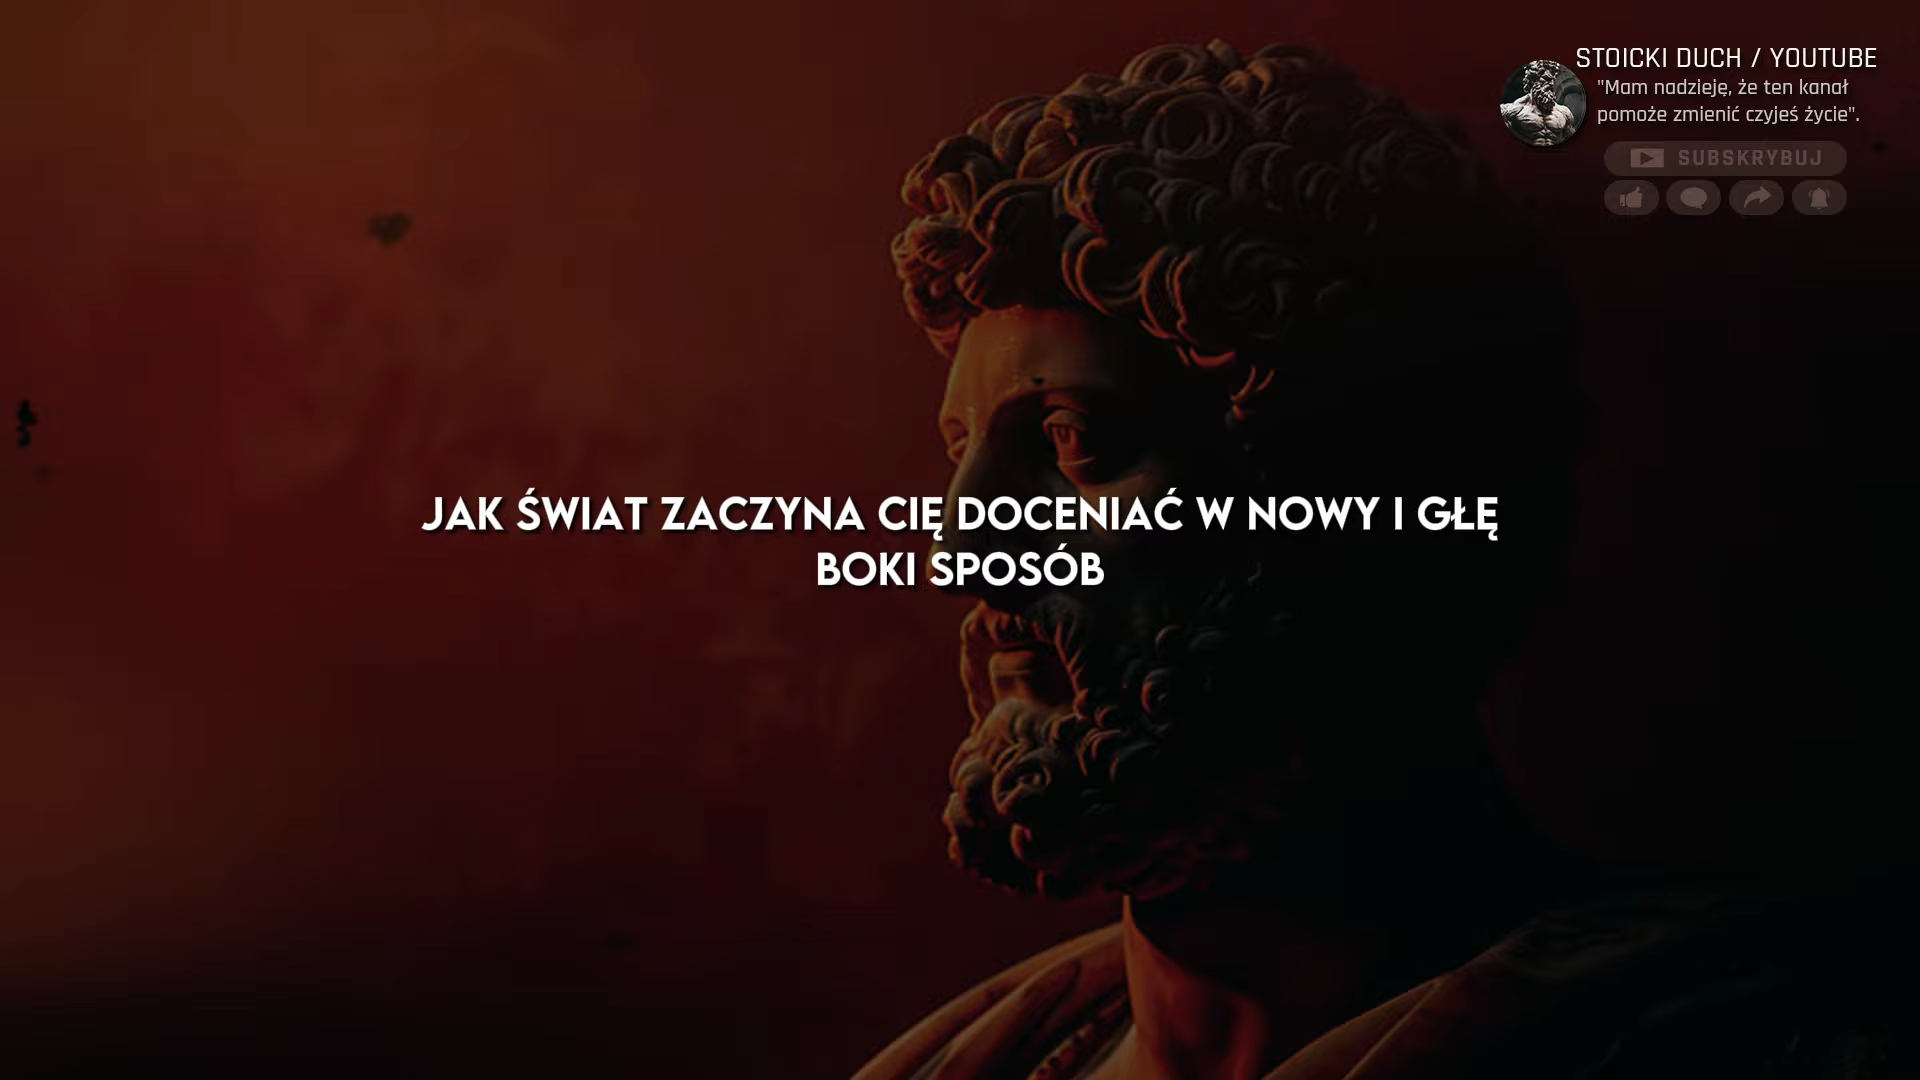 STOICKI DUCH / YOUTUBE
"Mam nadzieję, że ten kanał
pomoże zmienić czyjeś życie".
SUBSKRYBUJ
JAK ŚWIAT ZACZYNA CIĘ DOCENIAĆ W NOWY I GŁĘ
BOKI SPOSÓB